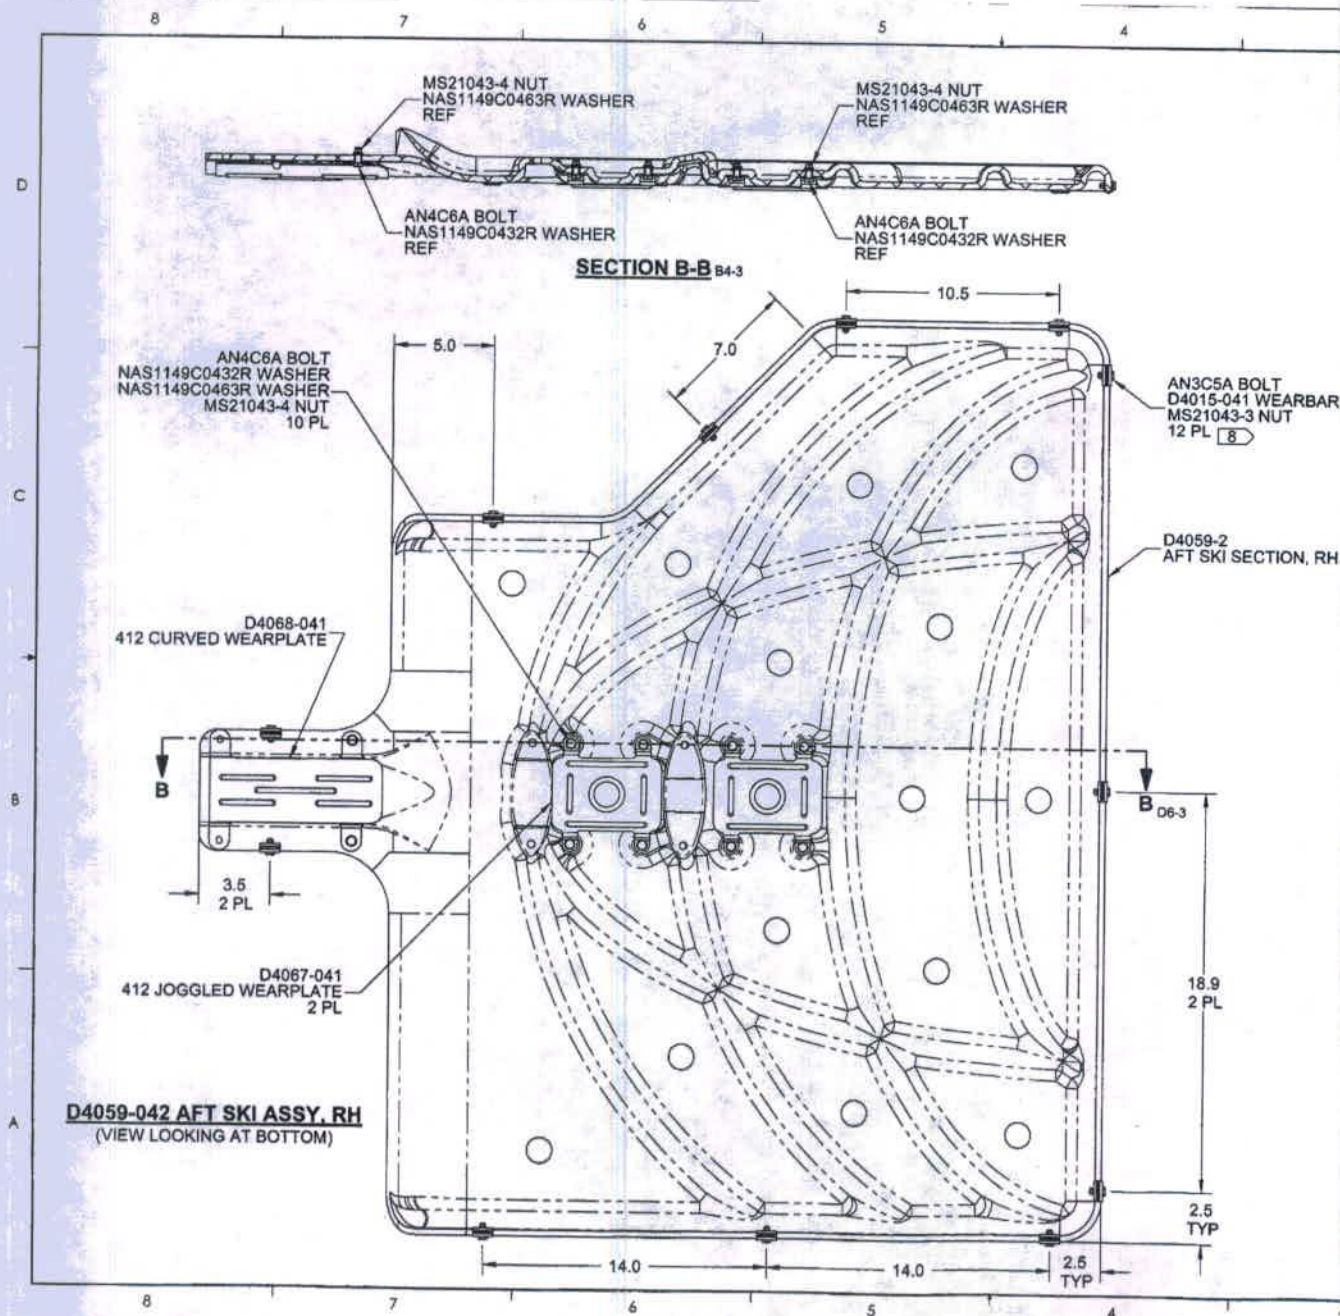 8 7 6 5 4
MS21043-4 NUT
NAS1149C0463R WASHER
REF
MS21043-4 NUT
NAS1149C0463R WASHER
REF
D
AN4C6A BOLT
NAS1149C0432R WASHER
REF
AN4C6A BOLT
NAS1149C0432R WASHER
REF
SECTION B-B B4-3
10.5
5.0
7.0
AN4C6A BOLT
NAS1149C0432R WASHER
NAS1149C0463R WASHER
MS21043-4 NUT
10 PL
AN3C5A BOLT
D4015-041 WEARBAR
MS21043-3 NUT
12 PL 8
C
D4059-2
AFT SKI SECTION, RH
D4068-041
412 CURVED WEARPLATE
B
B
B D6-3
3.5
2 PL
D4067-041
412 JOGGLED WEARPLATE
2 PL
18.9
2 PL
D4059-042 AFT SKI ASSY, RH
(VIEW LOOKING AT BOTTOM)
A
2.5
TYP
14.0
14.0
2.5
TYP
8 7 6 5 4